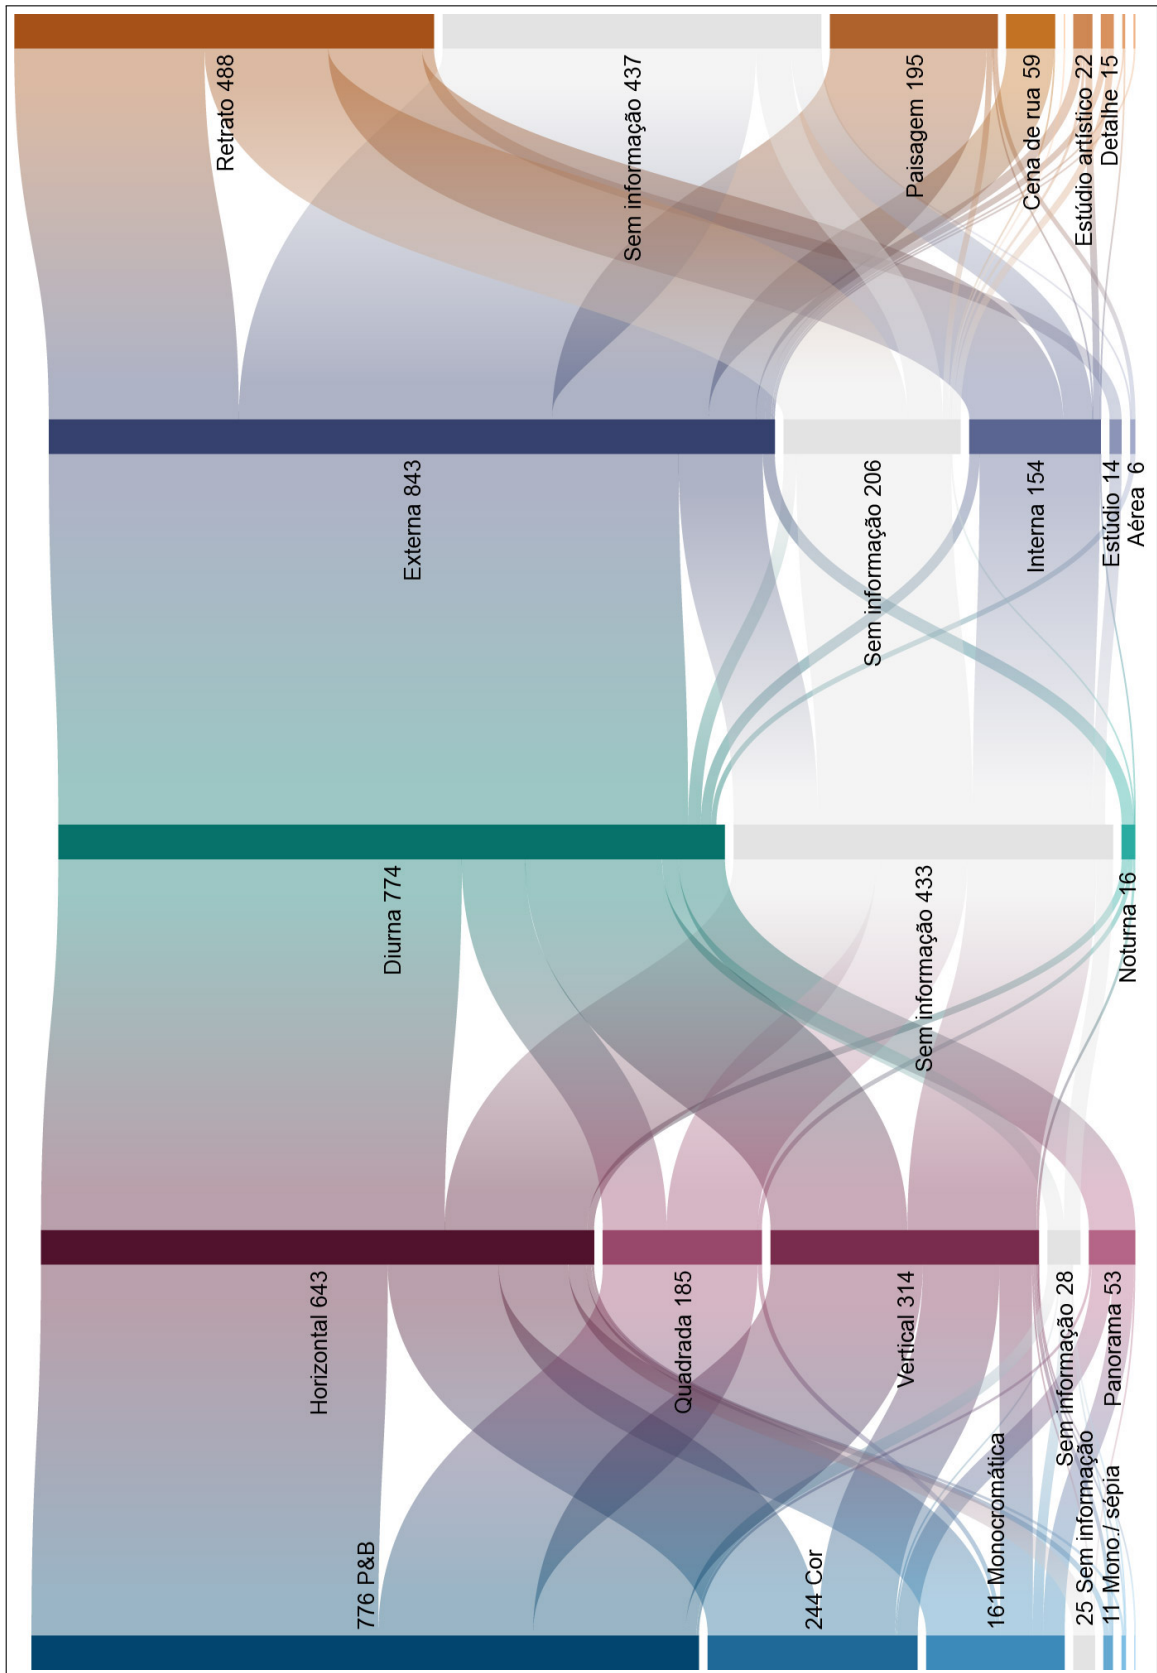 Retrato 488
Sem informação 437
Paisagem 195
Cena de rua 59
Estúdio artístico 22
Detalhe 15
Externa 843
Sem informação 206
Interna 154
Estúdio 14
Aérea 6
Diurna 774
Sem informação 433
Noturna 16
Horizontal 643
Quadrada 185
Vertical 314
Sem informação 28
Panorama 53
776 P&B
244 Cor
161 Monocromática
25 Sem informação
11 Mono./ sépia